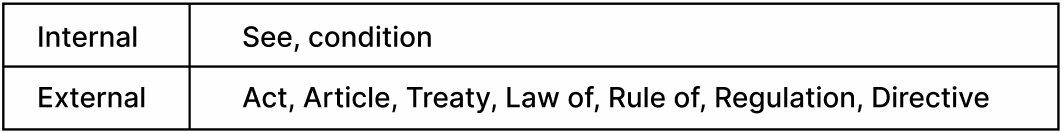 Internal See, condition
External Act, Article, Treaty, Law of, Rule of, Regulation, Directive